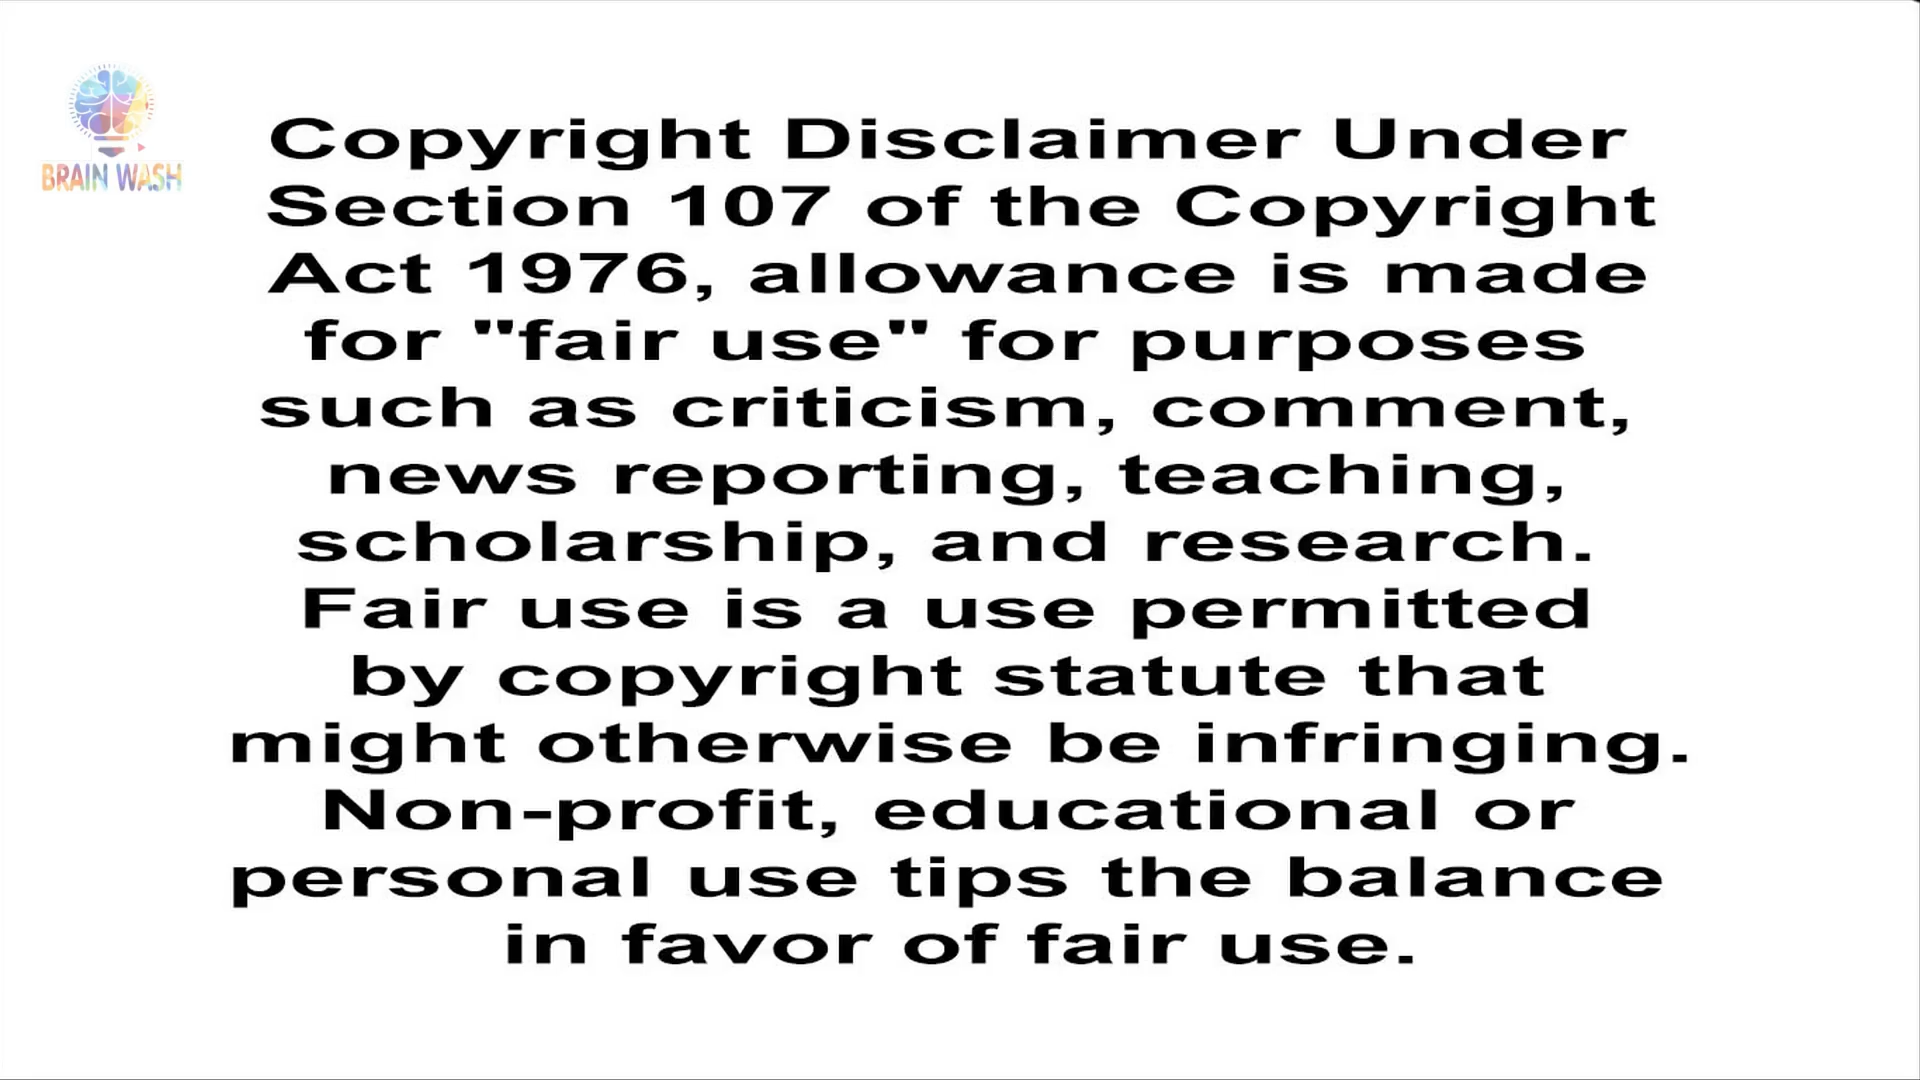 BRAIN WASH
Copyright Disclaimer Under
Section 107 of the Copyright
Act 1976, allowance is made
for "fair use" for purposes
such as criticism, comment,
news reporting, teaching,
scholarship, and research.
Fair use is a use permitted
by copyright statute that
might otherwise be infringing.
Non-profit, educational or
personal use tips the balance
in favor of fair use.